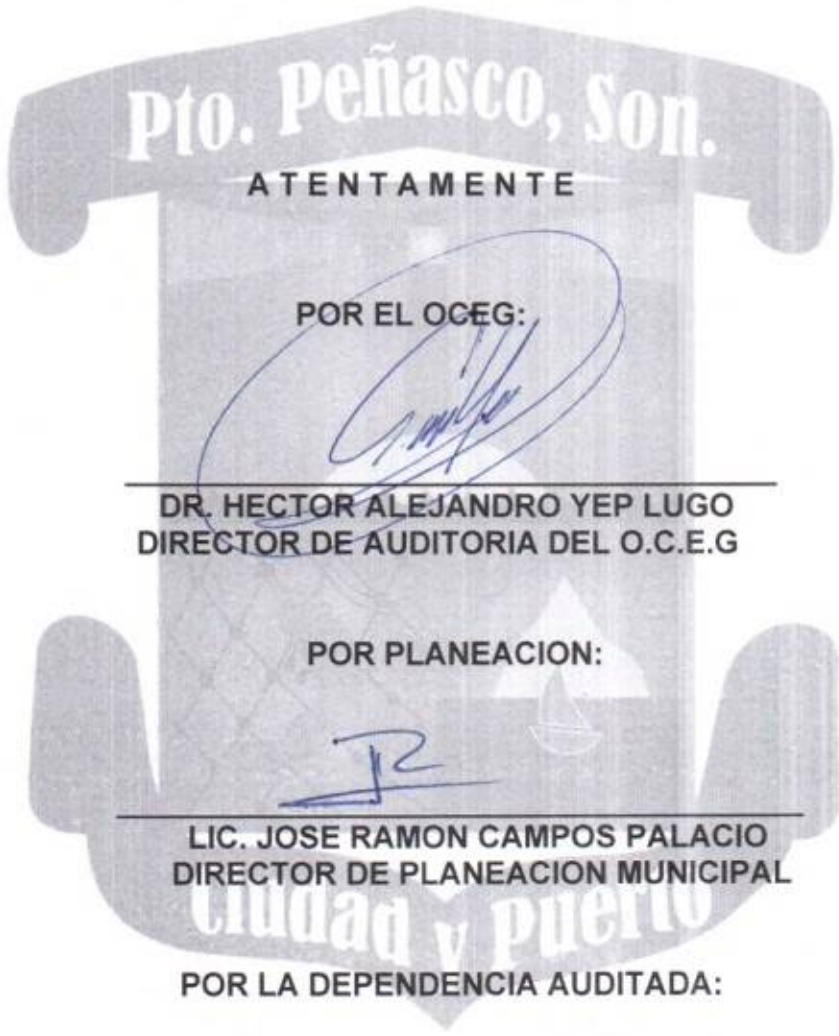 Pto. Peñasco, Son.
ATENTAMENTE
POR EL OCEG:
DR. HECTOR ALEJANDRO YEP LUGO
DIRECTOR DE AUDITORIA DEL O.C.E.G
POR PLANEACION:
LIC. JOSE RAMON CAMPOS PALACIO
DIRECTOR DE PLANEACION MUNICIPAL
Ciudad y Puerto
POR LA DEPENDENCIA AUDITADA: